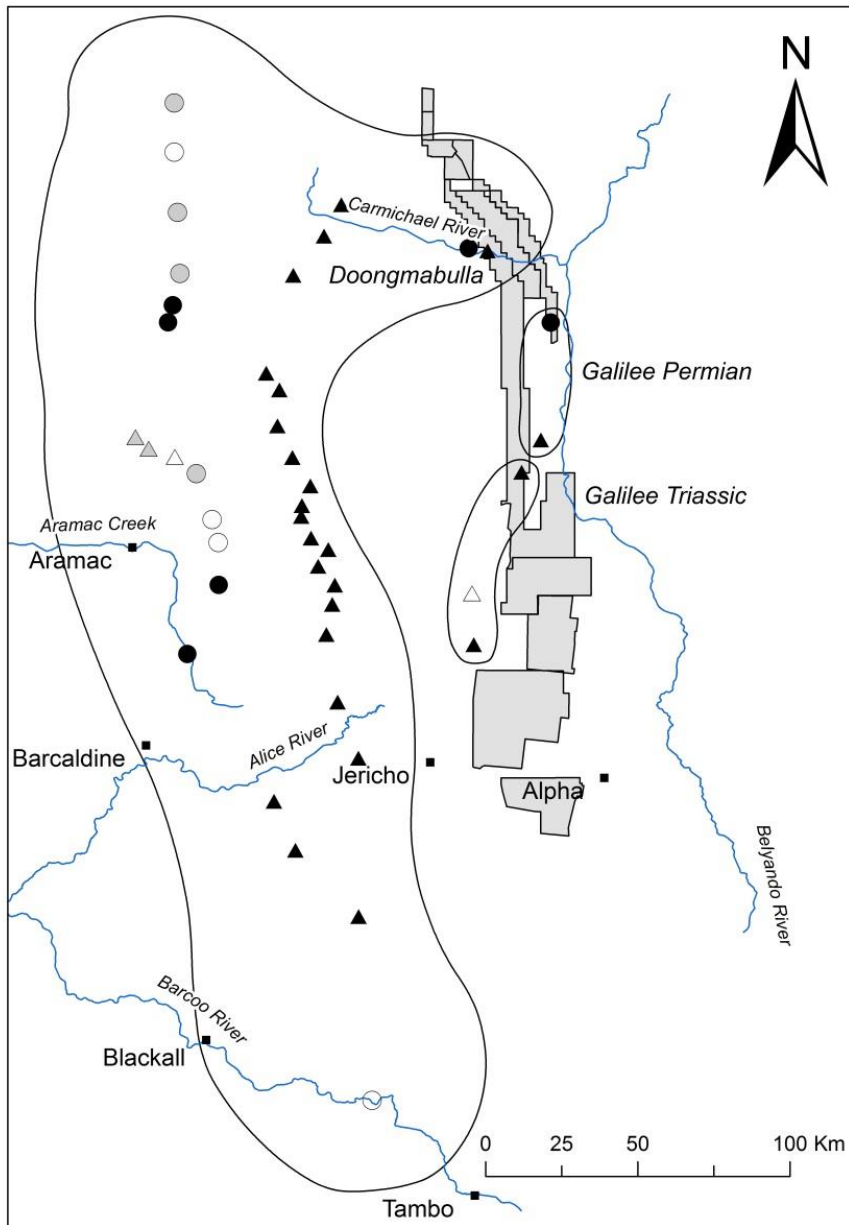 N
Carmichael River
Doongmabulla
Galilee Permian
Galilee Triassic
Aramac Creek
Aramac
Barcaldine
Alice River
Jericho
Alpha
Belyando River
Barcoo River
Blackall
0 25 50 100 Km
Tambo